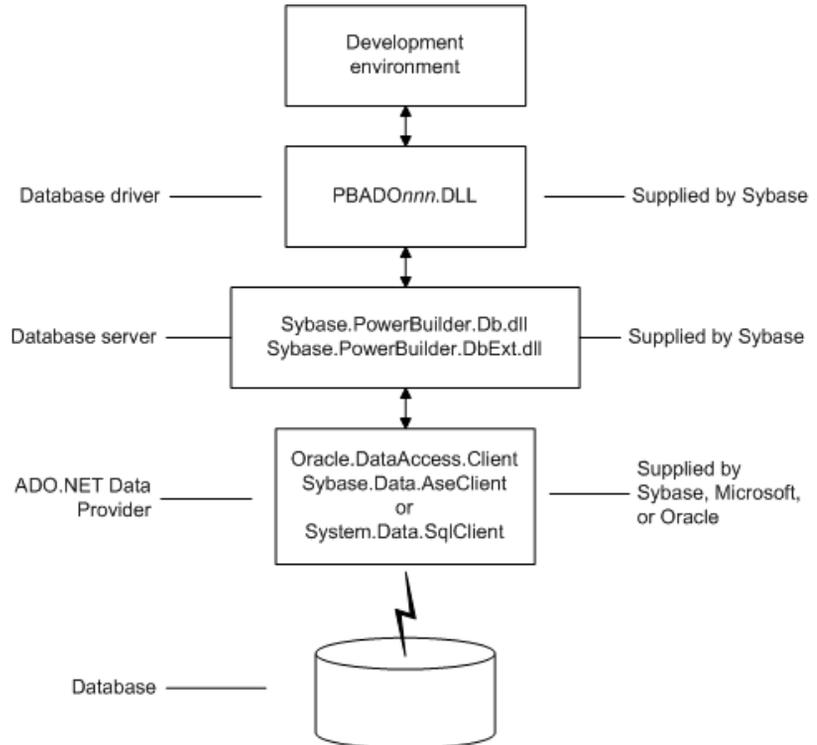 Development
environment
Database driver
PBADOnnn.DLL
Supplied by Sybase
Database server
Sybase.PowerBuilder.Db.dll
Sybase.PowerBuilder.DbExt.dll
Supplied by Sybase
ADO.NET Data
Provider
Oracle.DataAccess.Client
Sybase.Data.AseClient
or
System.Data.SqlClient
Supplied by
Sybase, Microsoft,
or Oracle
Database